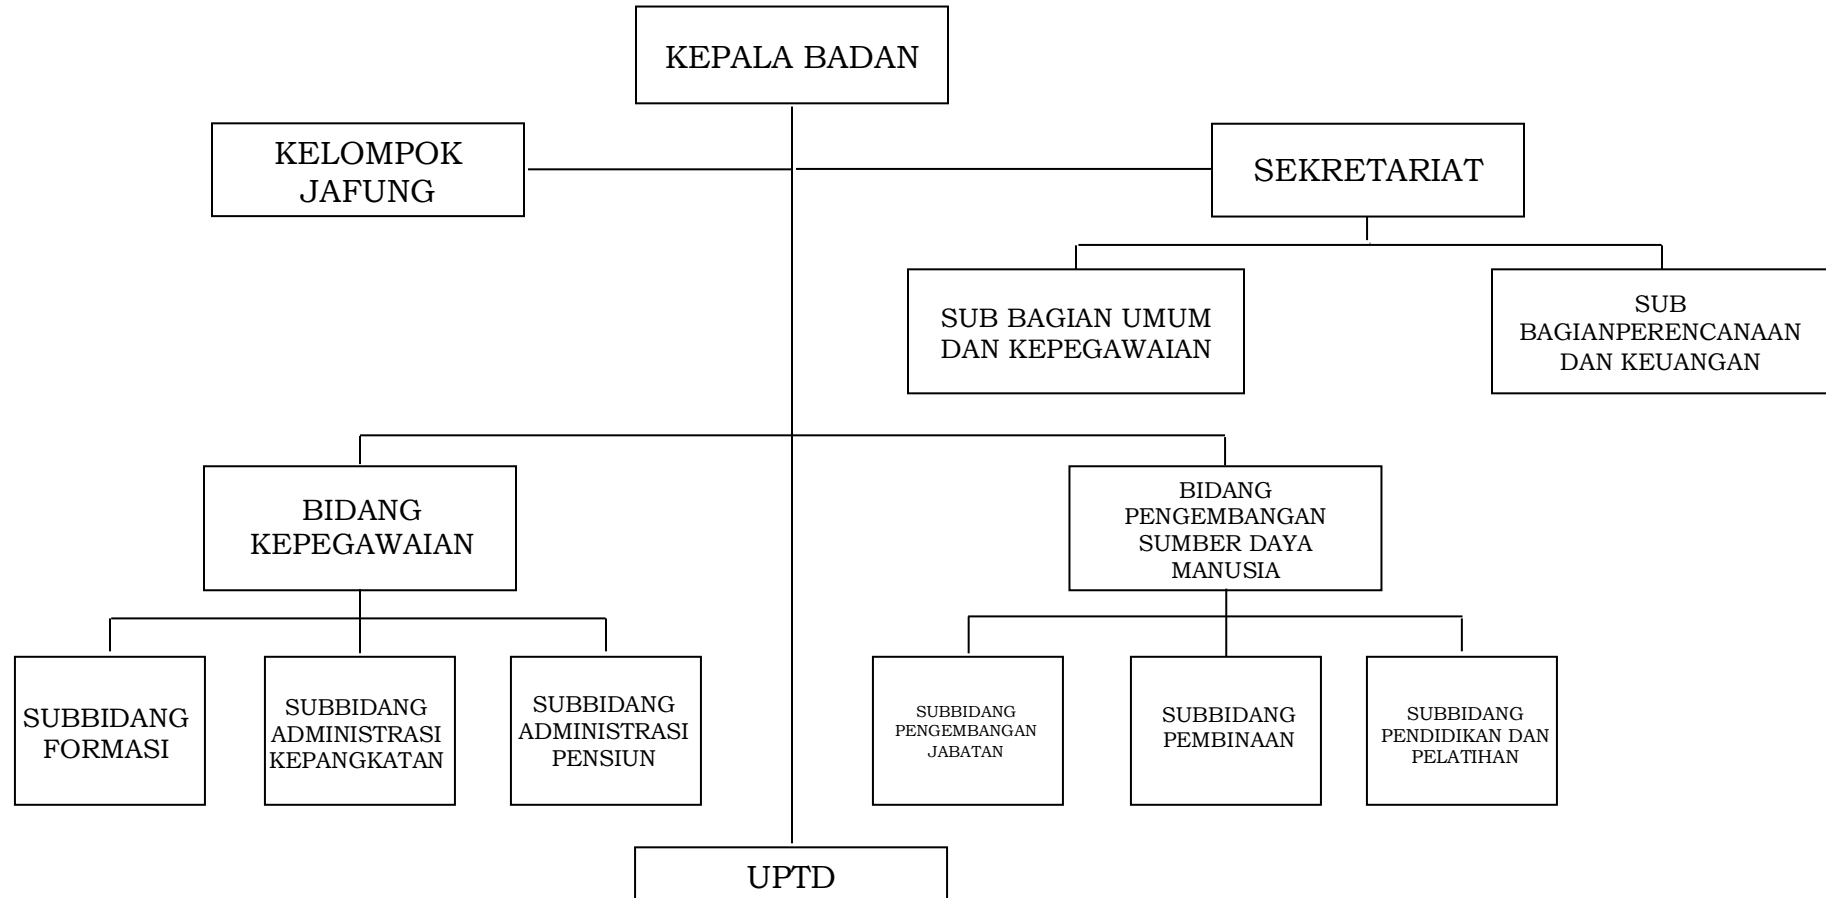 KEPALA BADAN
KELOMPOK
JAFUNG
SEKRETARIAT
SUB BAGIAN UMUM
DAN KEPEGAWAIAN
SUB
BAGIANPERENCANAAN
DAN KEUANGAN
BIDANG
KEPEGAWAIAN
BIDANG
PENGEMBANGAN
SUMBER DAYA
MANUSIA
SUBBIDANG
FORMASI
SUBBIDANG
ADMINISTRASI
KEPANGKATAN
SUBBIDANG
ADMINISTRASI
PENSIUN
SUBBIDANG
PENGEMBANGAN
JABATAN
SUBBIDANG
PEMBINAAN
SUBBIDANG
PENDIDIKAN DAN
PELATIHAN
UPTD